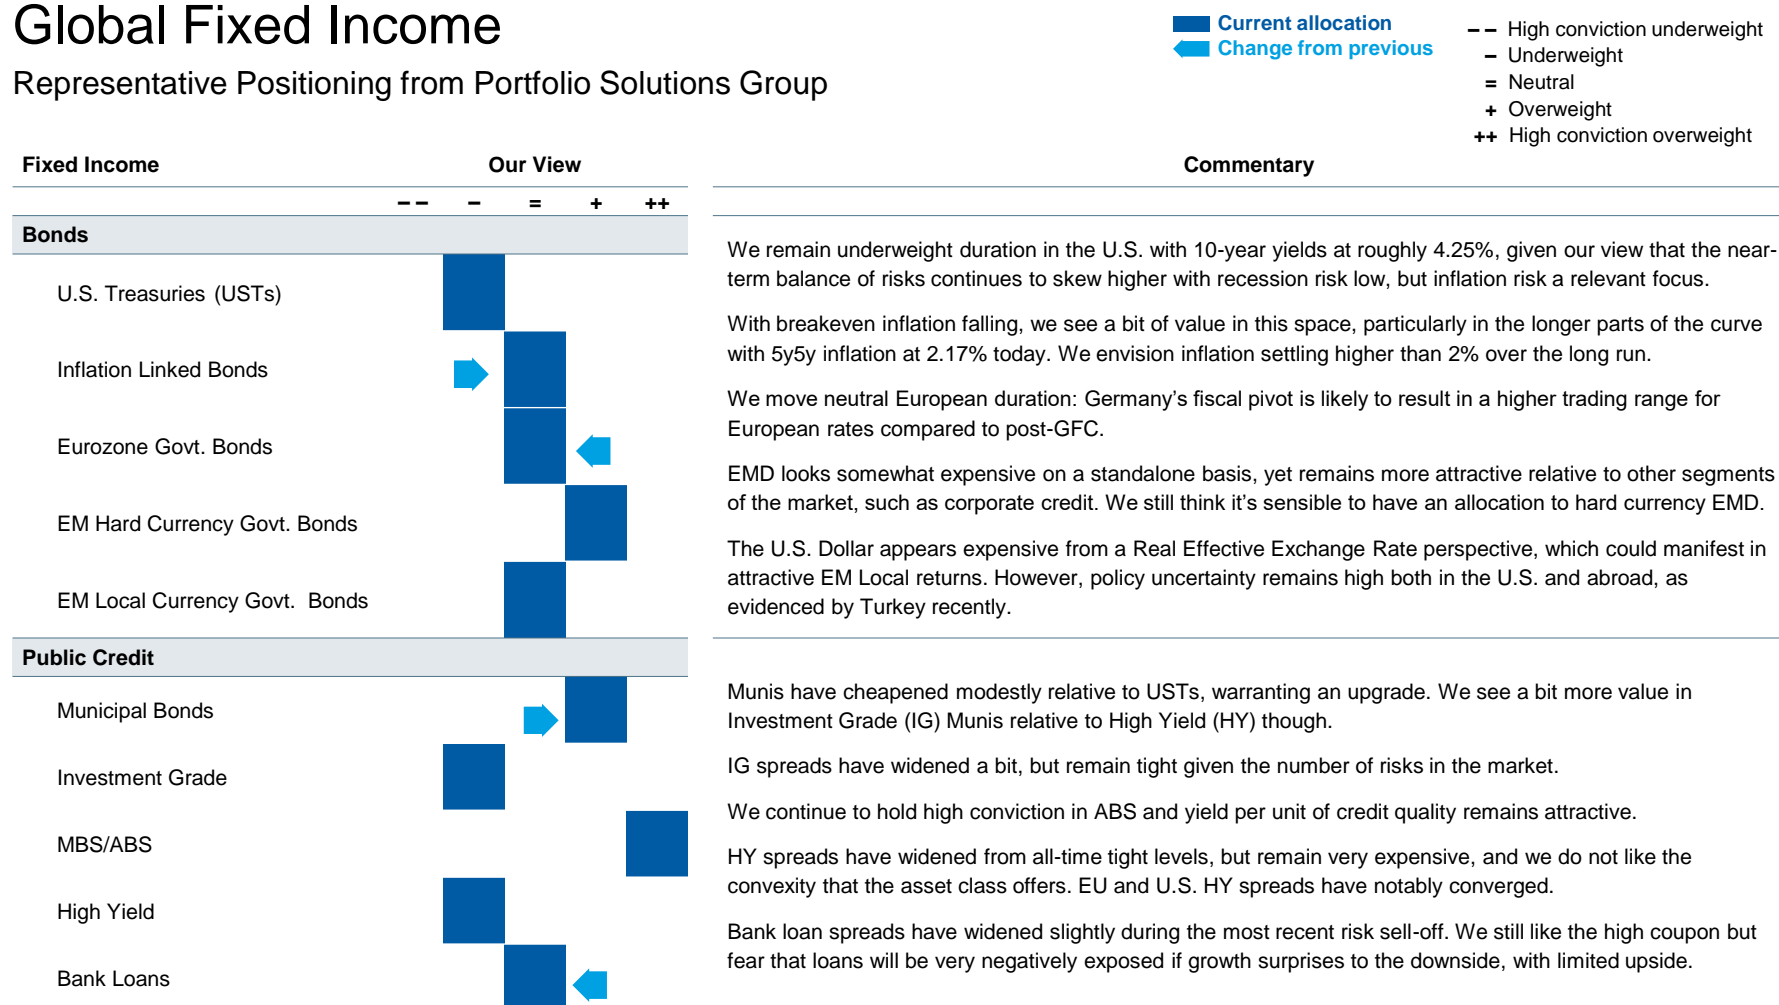 Global Fixed Income
Representative Positioning from Portfolio Solutions Group
Current allocation
Change from previous
– – High conviction underweight
– Underweight
= Neutral
+ Overweight
++ High conviction overweight
Fixed Income
Our View
Commentary
– – – = + ++
Bonds
U.S. Treasuries (USTs)
Inflation Linked Bonds
Eurozone Govt. Bonds
EM Hard Currency Govt. Bonds
EM Local Currency Govt. Bonds
We remain underweight duration in the U.S. with 10-year yields at roughly 4.25%, given our view that the near-
term balance of risks continues to skew higher with recession risk low, but inflation risk a relevant focus.
With breakeven inflation falling, we see a bit of value in this space, particularly in the longer parts of the curve
with 5y5y inflation at 2.17% today. We envision inflation settling higher than 2% over the long run.
We move neutral European duration: Germany’s fiscal pivot is likely to result in a higher trading range for
European rates compared to post-GFC.
EMD looks somewhat expensive on a standalone basis, yet remains more attractive relative to other segments
of the market, such as corporate credit. We still think it’s sensible to have an allocation to hard currency EMD.
The U.S. Dollar appears expensive from a Real Effective Exchange Rate perspective, which could manifest in
attractive EM Local returns. However, policy uncertainty remains high both in the U.S. and abroad, as
evidenced by Turkey recently.
Public Credit
Municipal Bonds
Investment Grade
MBS/ABS
High Yield
Bank Loans
Munis have cheapened modestly relative to USTs, warranting an upgrade. We see a bit more value in
Investment Grade (IG) Munis relative to High Yield (HY) though.
IG spreads have widened a bit, but remain tight given the number of risks in the market.
We continue to hold high conviction in ABS and yield per unit of credit quality remains attractive.
HY spreads have widened from all-time tight levels, but remain very expensive, and we do not like the
convexity that the asset class offers. EU and U.S. HY spreads have notably converged.
Bank loan spreads have widened slightly during the most recent risk sell-off. We still like the high coupon but
fear that loans will be very negatively exposed if growth surprises to the downside, with limited upside.